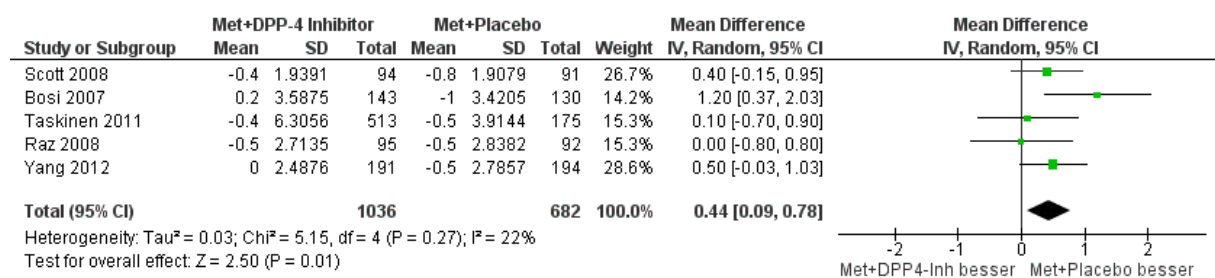 Met+DPP-4 Inhibitor Met+Placebo Mean Difference Mean Difference
Study or Subgroup Mean SD Total Mean SD Total Weight IV, Random, 95% CI IV, Random, 95% CI
Scott 2008 -0.4 1.9391 94 -0.8 1.9079 91 26.7% 0.40 [-0.15, 0.95]
Bosi 2007 0.2 3.5875 143 -1 3.4205 130 14.2% 1.20 [0.37, 2.03]
Taskinen 2011 -0.4 6.3056 513 -0.5 3.9144 175 15.3% 0.10 [-0.70, 0.90]
Raz 2008 -0.5 2.7135 95 -0.5 2.8382 92 15.3% 0.00 [-0.80, 0.80]
Yang 2012 0 2.4876 191 -0.5 2.7857 194 28.6% 0.50 [-0.03, 1.03]
Total (95% CI) 1036 682 100.0% 0.44 [0.09, 0.78]
Heterogeneity: Tau² = 0.03; Chi² = 5.15, df = 4 (P = 0.27); I² = 22%
Test for overall effect: Z = 2.50 (P = 0.01)
-2 -1 0 1 2
Met+DPP4-Inh besser Met+Placebo besser